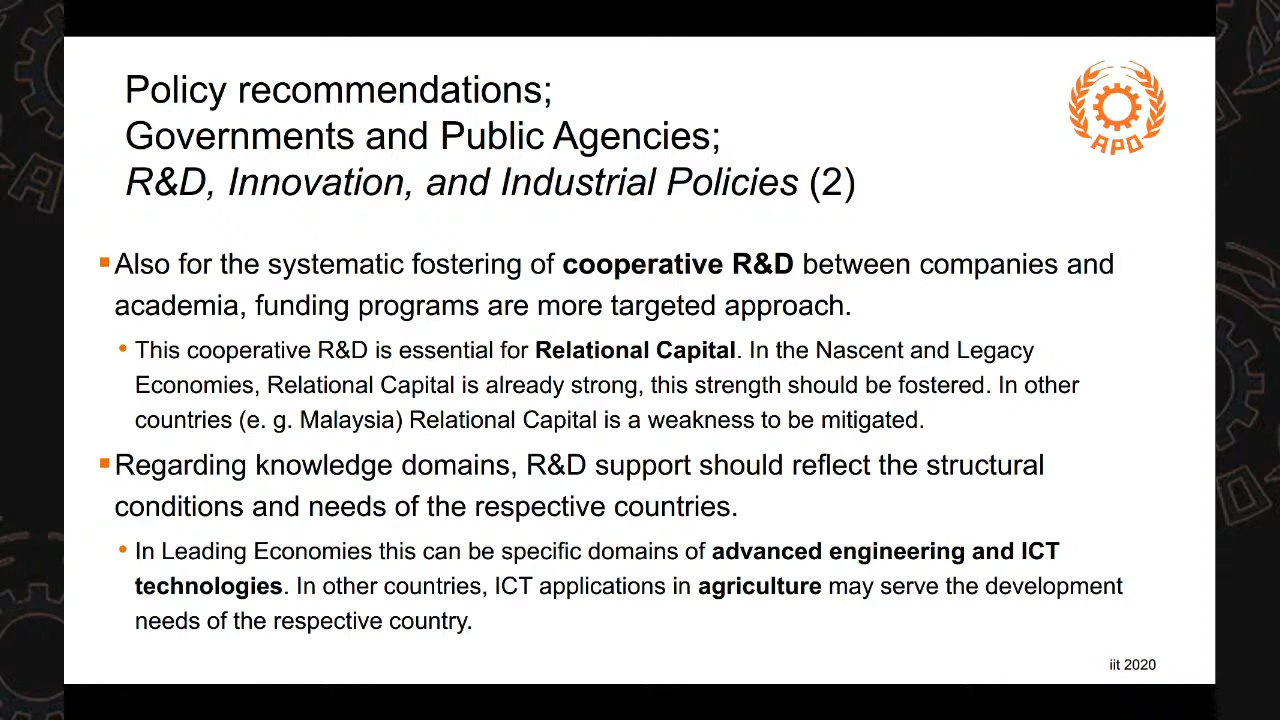 Policy recommendations;
Governments and Public Agencies;
R&D, Innovation, and Industrial Policies (2)
APO
Also for the systematic fostering of cooperative R&D between companies and
academia, funding programs are more targeted approach.
This cooperative R&D is essential for Relational Capital. In the Nascent and Legacy
Economies, Relational Capital is already strong, this strength should be fostered. In other
countries (e. g. Malaysia) Relational Capital is a weakness to be mitigated.
Regarding knowledge domains, R&D support should reflect the structural
conditions and needs of the respective countries.
In Leading Economies this can be specific domains of advanced engineering and ICT
technologies. In other countries, ICT applications in agriculture may serve the development
needs of the respective country.
iit 2020